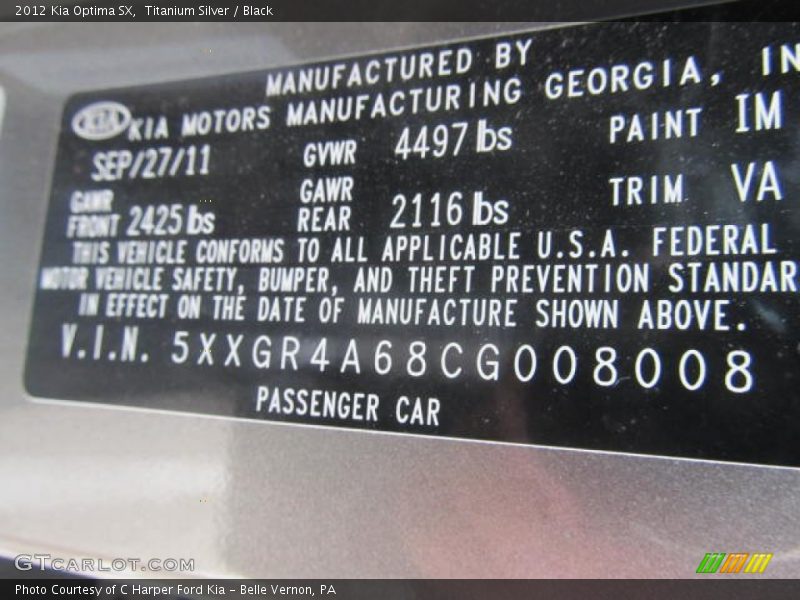 2012 Kia Optima SX, Titanium Silver / Black
MANUFACTURED BY
KIA KIA MOTORS MANUFACTURING GEORGIA, IN
SEP/27/11 GVWR 4497 lbs PAINT IM
GAWR FRONT 2425 lbs GAWR REAR 2116 lbs TRIM VA
THIS VEHICLE CONFORMS TO ALL APPLICABLE U.S.A. FEDERAL
MOTOR VEHICLE SAFETY, BUMPER, AND THEFT PREVENTION STANDAR
IN EFFECT ON THE DATE OF MANUFACTURE SHOWN ABOVE.
V.I.N. 5XXGR4A68CG008008
PASSENGER CAR
GTCARLOT.COM
Photo Courtesy of C Harper Ford Kia - Belle Vernon, PA